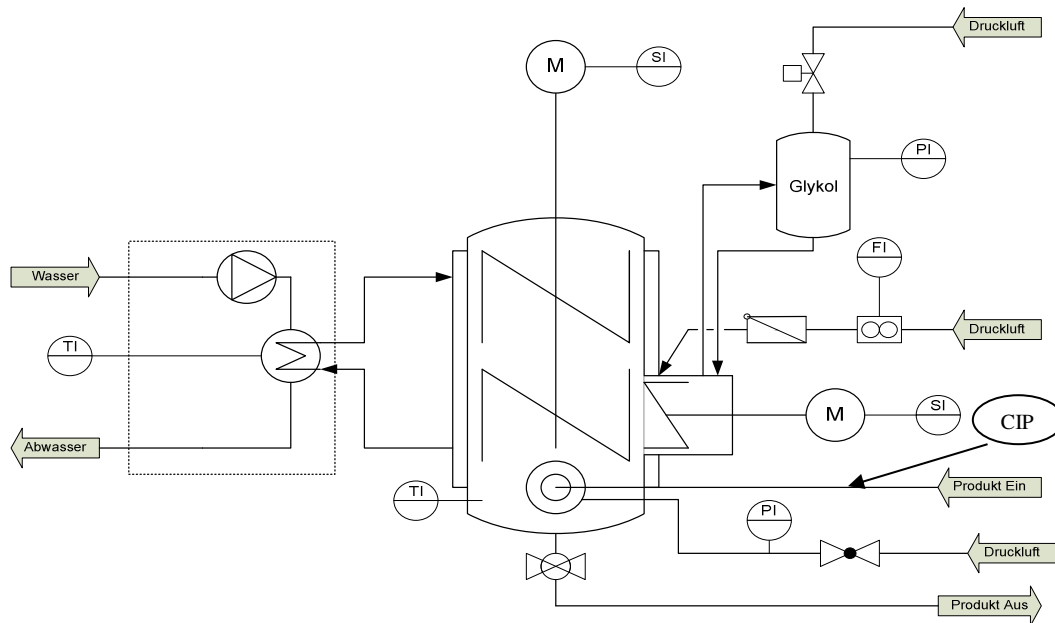 Druckluft
M
SI
PI
Glykol
FI
Wasser
Druckluft
TI
M
SI
CIP
Abwasser
TI
Produkt Ein
PI
Druckluft
Produkt Aus